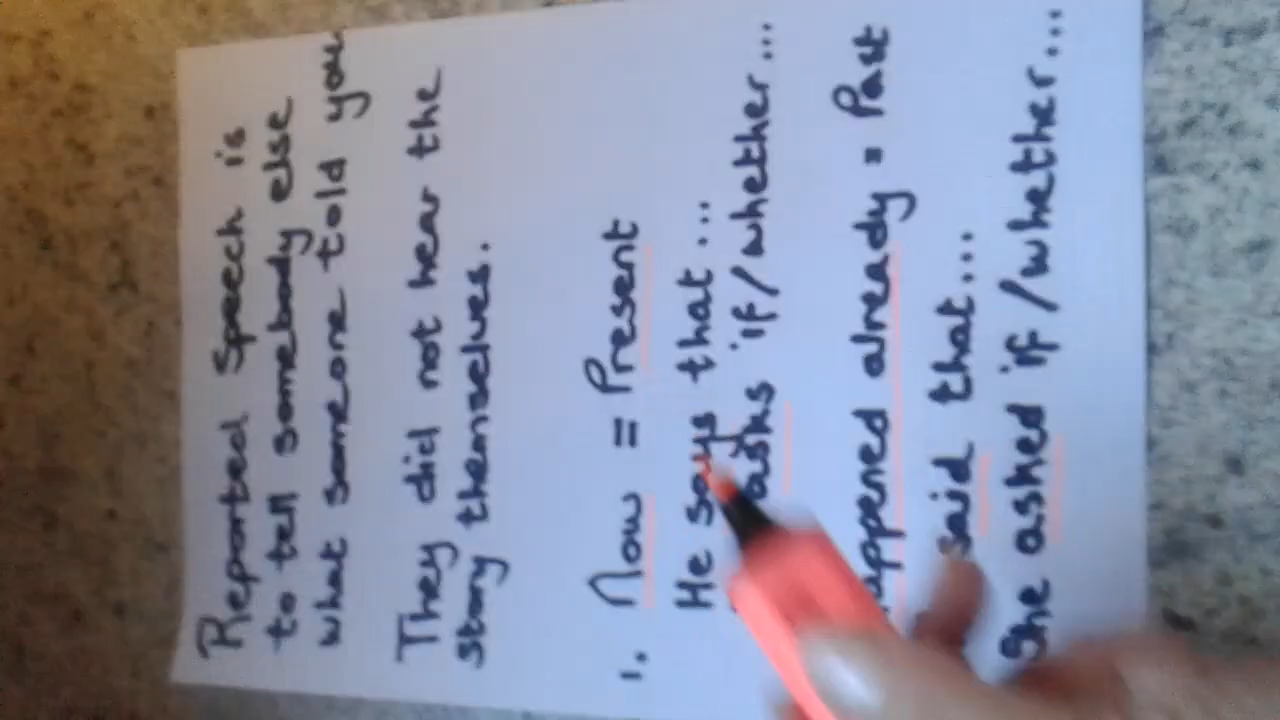 Reported Speech is
to tell somebody else
what someone told you
They did not hear the
story themselves.
1. Now = Present
He says that...
asks if/whether...
already = Past
said that...
She asked if/whether...